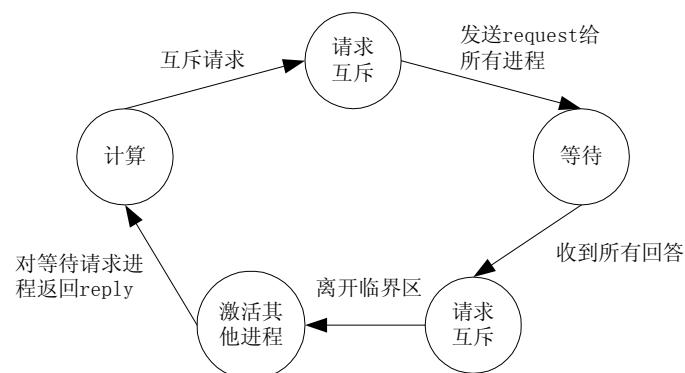 请求
互斥
发送request给
所有进程
互斥请求
计算
等待
收到所有回答
对等待请求进
程返回reply
离开临界区
激活其
他进程
请求
互斥